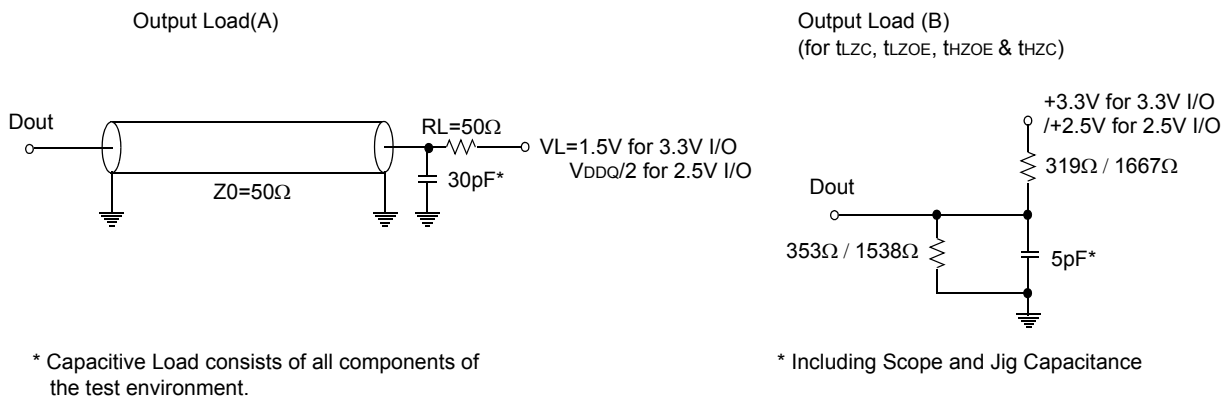 Output Load(A)
Dout
Z0=50Ω
RL=50Ω
30pF*
VL=1.5V for 3.3V I/O
VDDQ/2 for 2.5V I/O
* Capacitive Load consists of all components of
the test environment.
Output Load (B)
(for tLZC, tLZOE, tHZOE & tHZC)
+3.3V for 3.3V I/O
/+2.5V for 2.5V I/O
319Ω / 1667Ω
Dout
353Ω / 1538Ω
5pF*
* Including Scope and Jig Capacitance